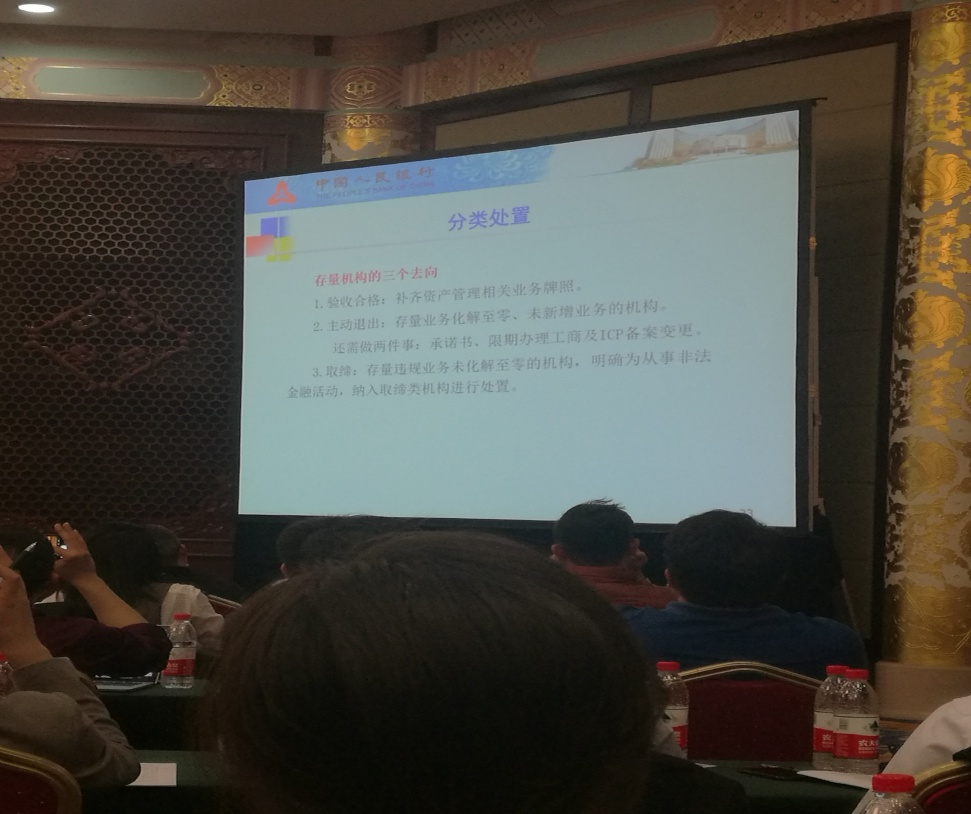 中国人民银行
THE PEOPLE'S BANK OF CHINA
分类处置
存量机构的三个去向
1.验收合格：补齐资产管理相关业务牌照。
2.主动退出：存量业务化解至零、未新增业务的机构。
还需做两件事：承诺书、限期办理工商及ICP备案变更。
3.取缔：存量违规业务未化解至零的机构，明确为从事非法
金融活动，纳入取缔类机构进行处置。